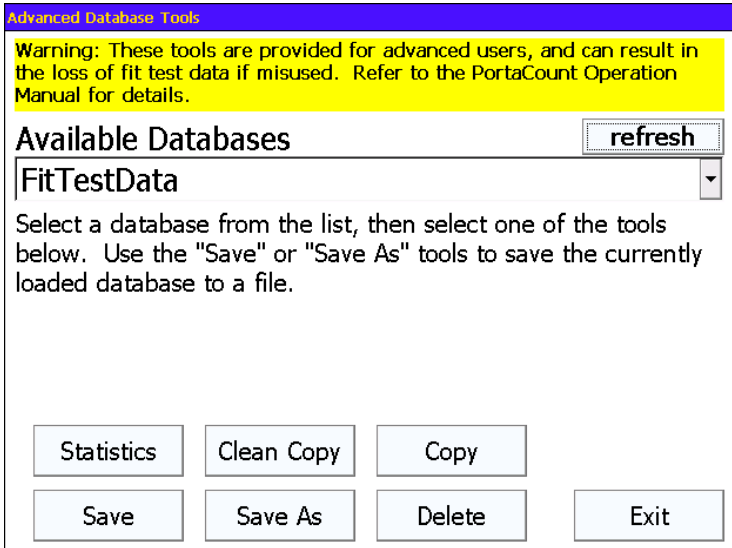 Advanced Database Tools
Warning: These tools are provided for advanced users, and can result in
the loss of fit test data if misused.  Refer to the PortaCount Operation
Manual for details.
Available Databases
refresh
FitTestData
Select a database from the list, then select one of the tools
below.  Use the "Save" or "Save As" tools to save the currently
loaded database to a file.
Statistics
Clean Copy
Copy
Save
Save As
Delete
Exit